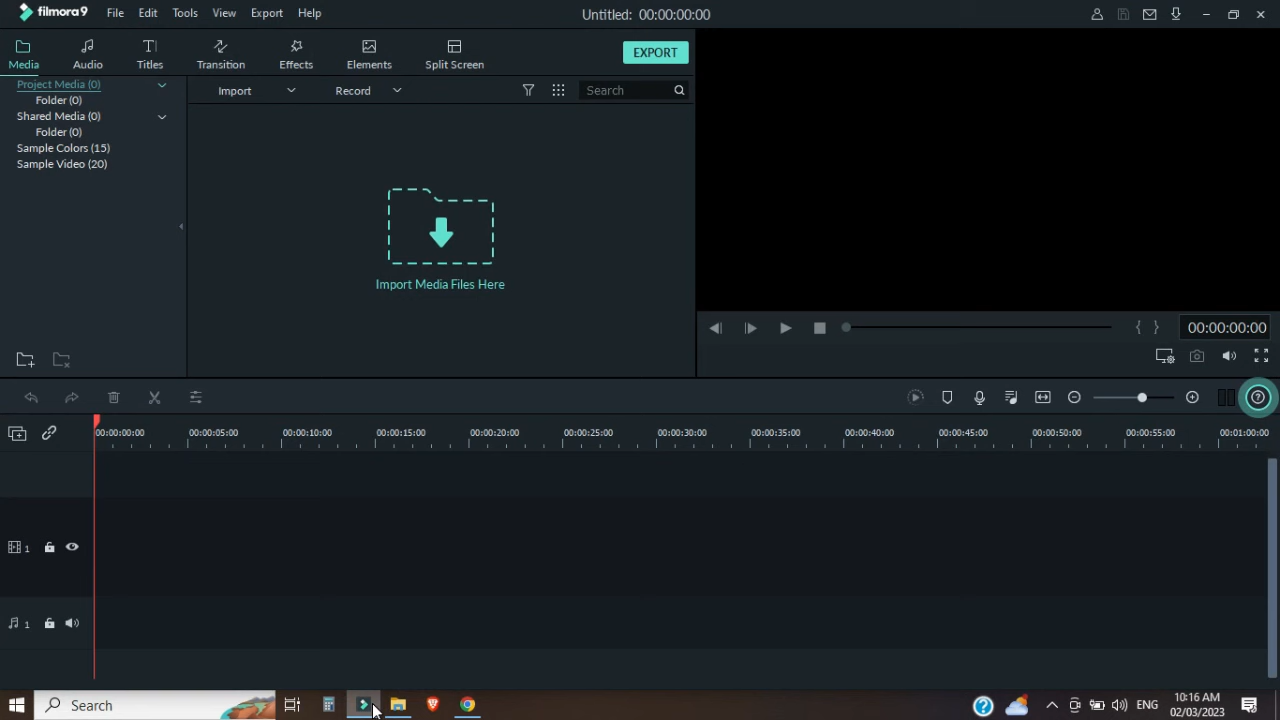 filmora9 File Edit Tools View Export Help Untitled: 00:00:00:00
Media Audio Titles Transition Effects Elements Split Screen EXPORT
Project Media (0)
Folder (0)
Shared Media (0)
Folder (0)
Sample Colors (15)
Sample Video (20)
Import Record Search
Import Media Files Here
00:00:00:00
00:00:00:00 00:00:05:00 00:00:10:00 00:00:15:00 00:00:20:00 00:00:25:00 00:00:30:00 00:00:35:00 00:00:40:00 00:00:45:00 00:00:50:00 00:00:55:00 00:01:00:00
1
1
Search ENG 10:16 AM
02/03/2023